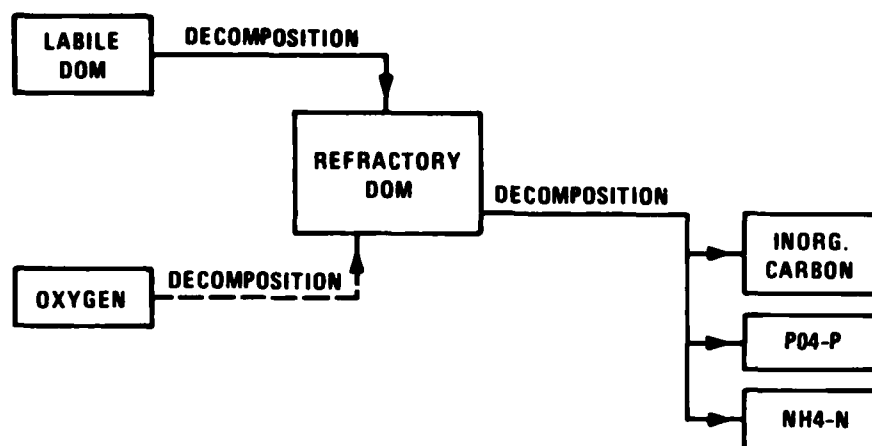 LABILE
DOM
DECOMPOSITION
REFRACTORY
DOM
DECOMPOSITION
OXYGEN
DECOMPOSITION
INORG.
CARBON
PO4-P
NH4-N